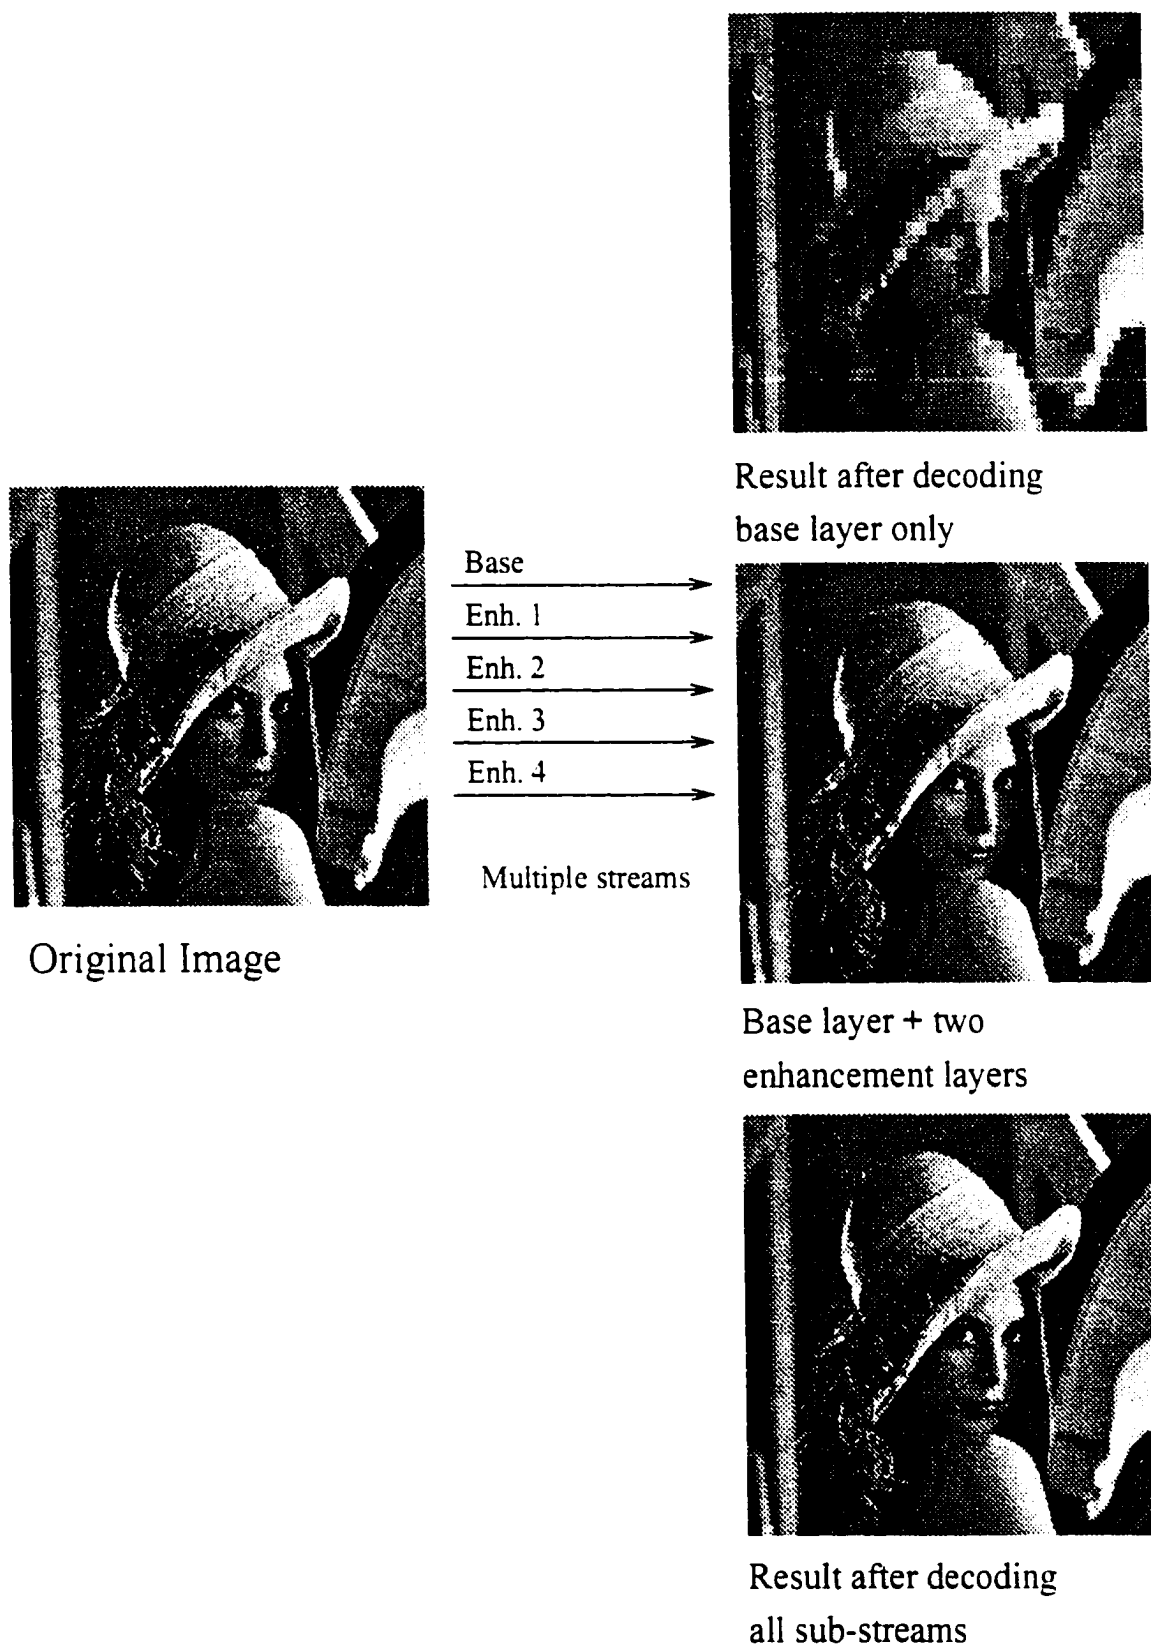 Result after decoding
base layer only
Base
Enh. 1
Enh. 2
Enh. 3
Enh. 4
Multiple streams
Original Image
Base layer + two
enhancement layers
Result after decoding
all sub-streams